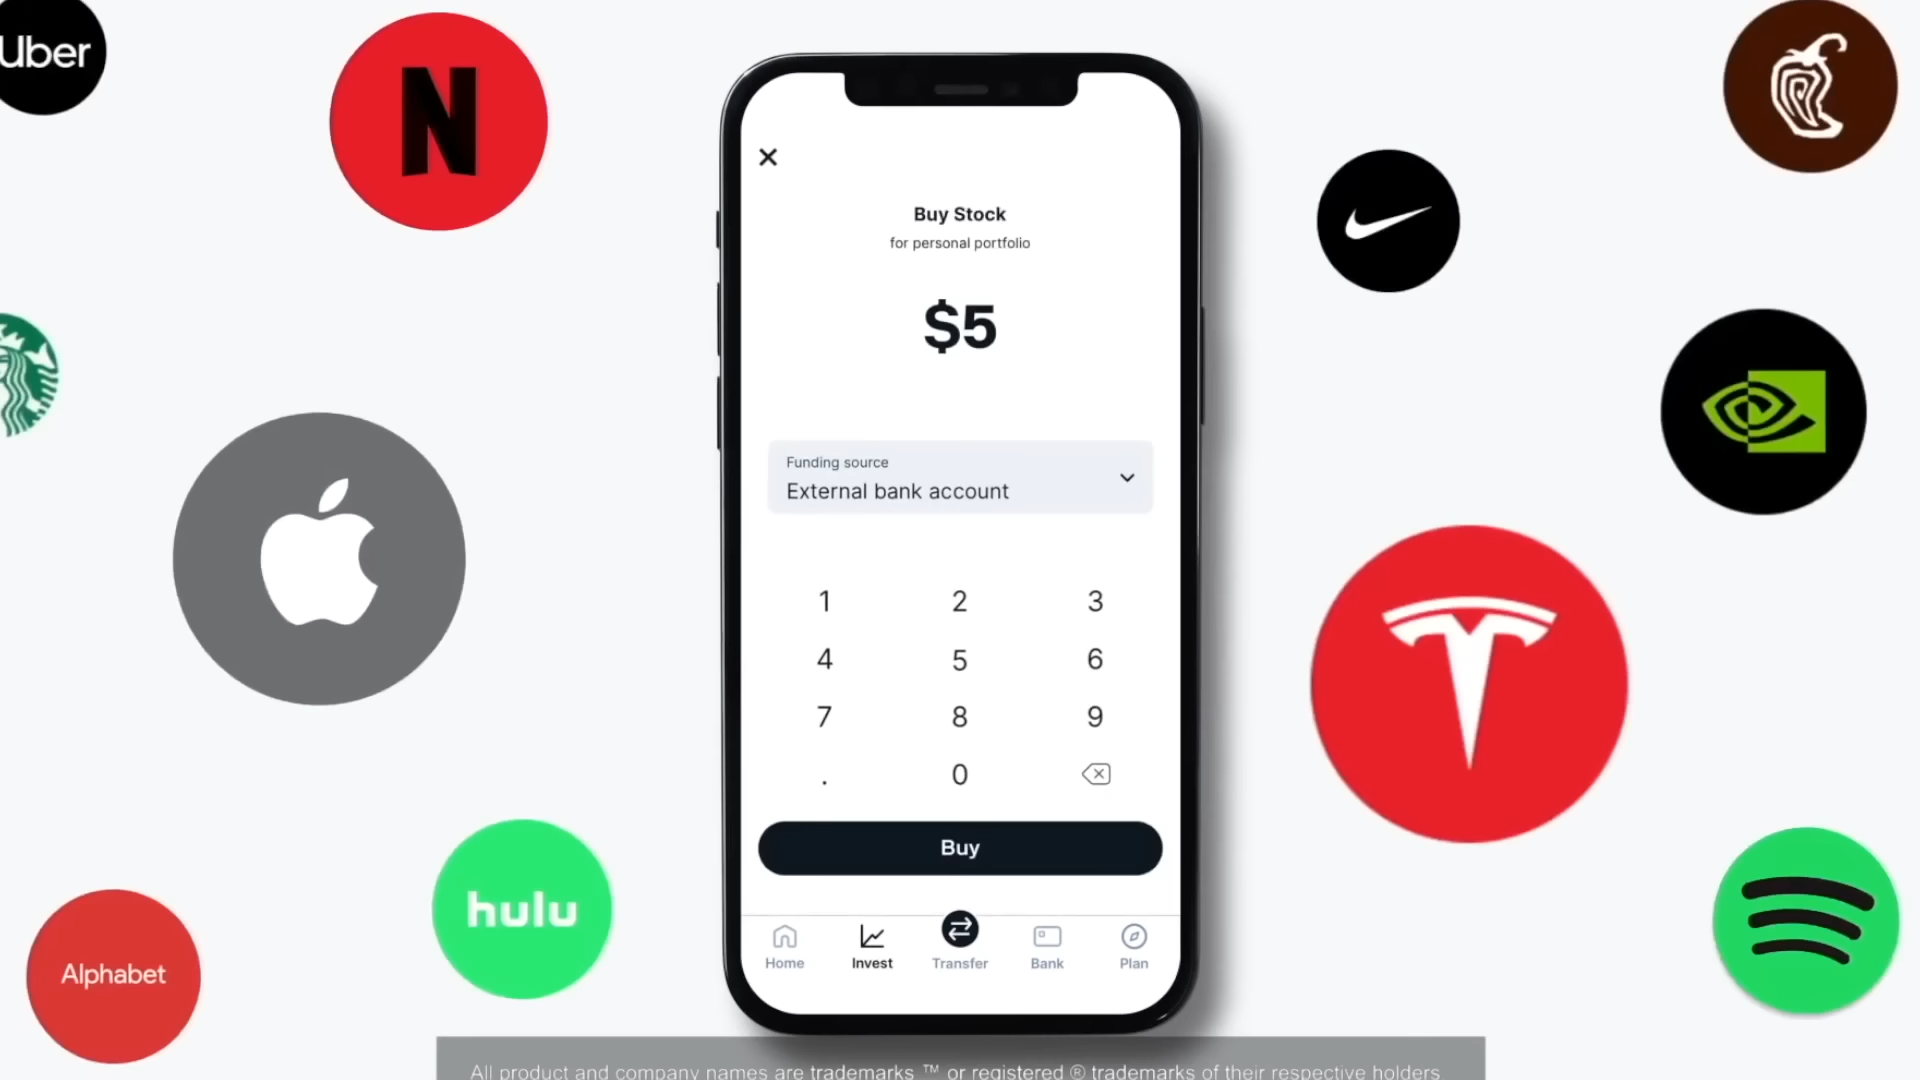 Uber
N
Buy Stock
for personal portfolio
$5
Funding source
External bank account
1 2 3
4 5 6
7 8 9
. 0
Buy
Home Invest Transfer Bank Plan
hulu
Alphabet
All product and company names are trademarks ™ or registered ® trademarks of their respective holders